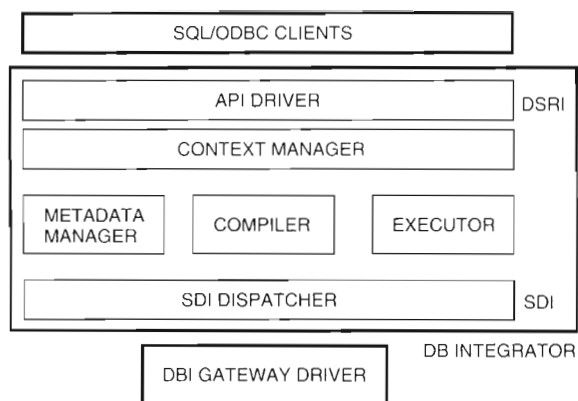 SQL/ODBC CLIENTS
API DRIVER
DSRI
CONTEXT MANAGER
METADATA
MANAGER
COMPILER
EXECUTOR
SDI DISPATCHER
SDI
DB INTEGRATOR
DBI GATEWAY DRIVER